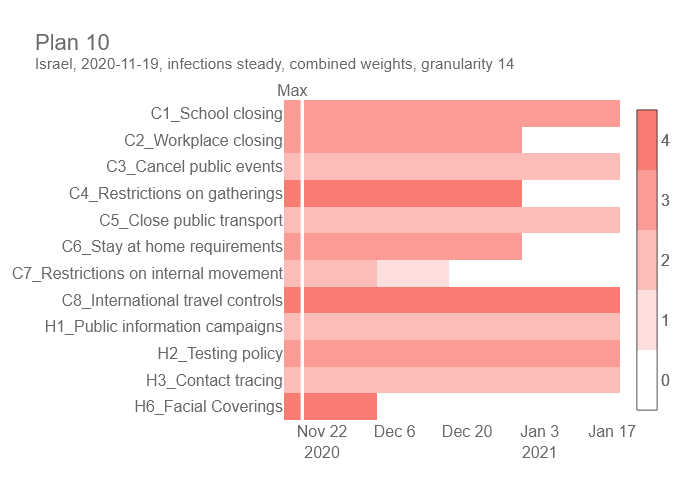 Plan 10
Israel, 2020-11-19, infections steady, combined weights, granularity 14
Max
C1_School closing
C2_Workplace closing
C3_Cancel public events
C4_Restrictions on gatherings
C5_Close public transport
C6_Stay at home requirements
C7_Restrictions on internal movement
C8_International travel controls
H1_Public information campaigns
H2_Testing policy
H3_Contact tracing
H6_Facial Coverings
Nov 22 Dec 6 Dec 20 Jan 3 Jan 17
2020 2021
4
3
2
1
0